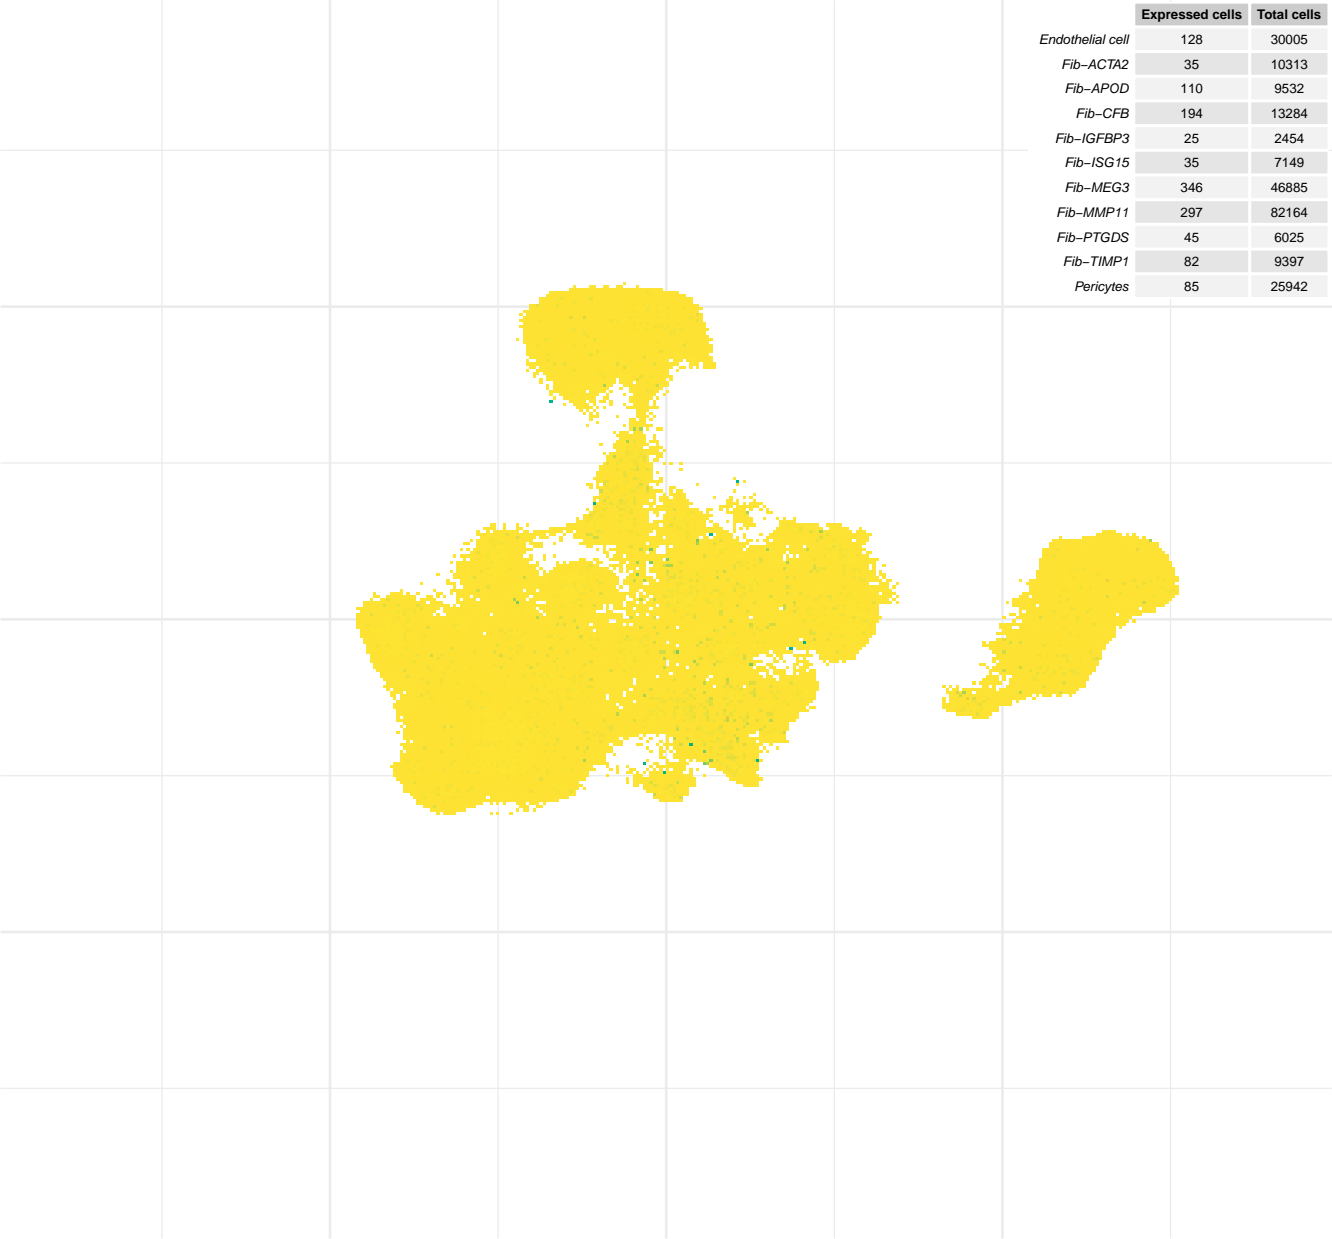 Expressed cells Total cells
Endothelial cell 128 30005
Fib−ACTA2 35 10313
Fib−APOD 110 9532
Fib−CFB 194 13284
Fib−IGFBP3 25 2454
Fib−ISG15 35 7149
Fib−MEG3 346 46885
Fib−MMP11 297 82164
Fib−PTGDS 45 6025
Fib−TIMP1 82 9397
Pericytes 85 25942